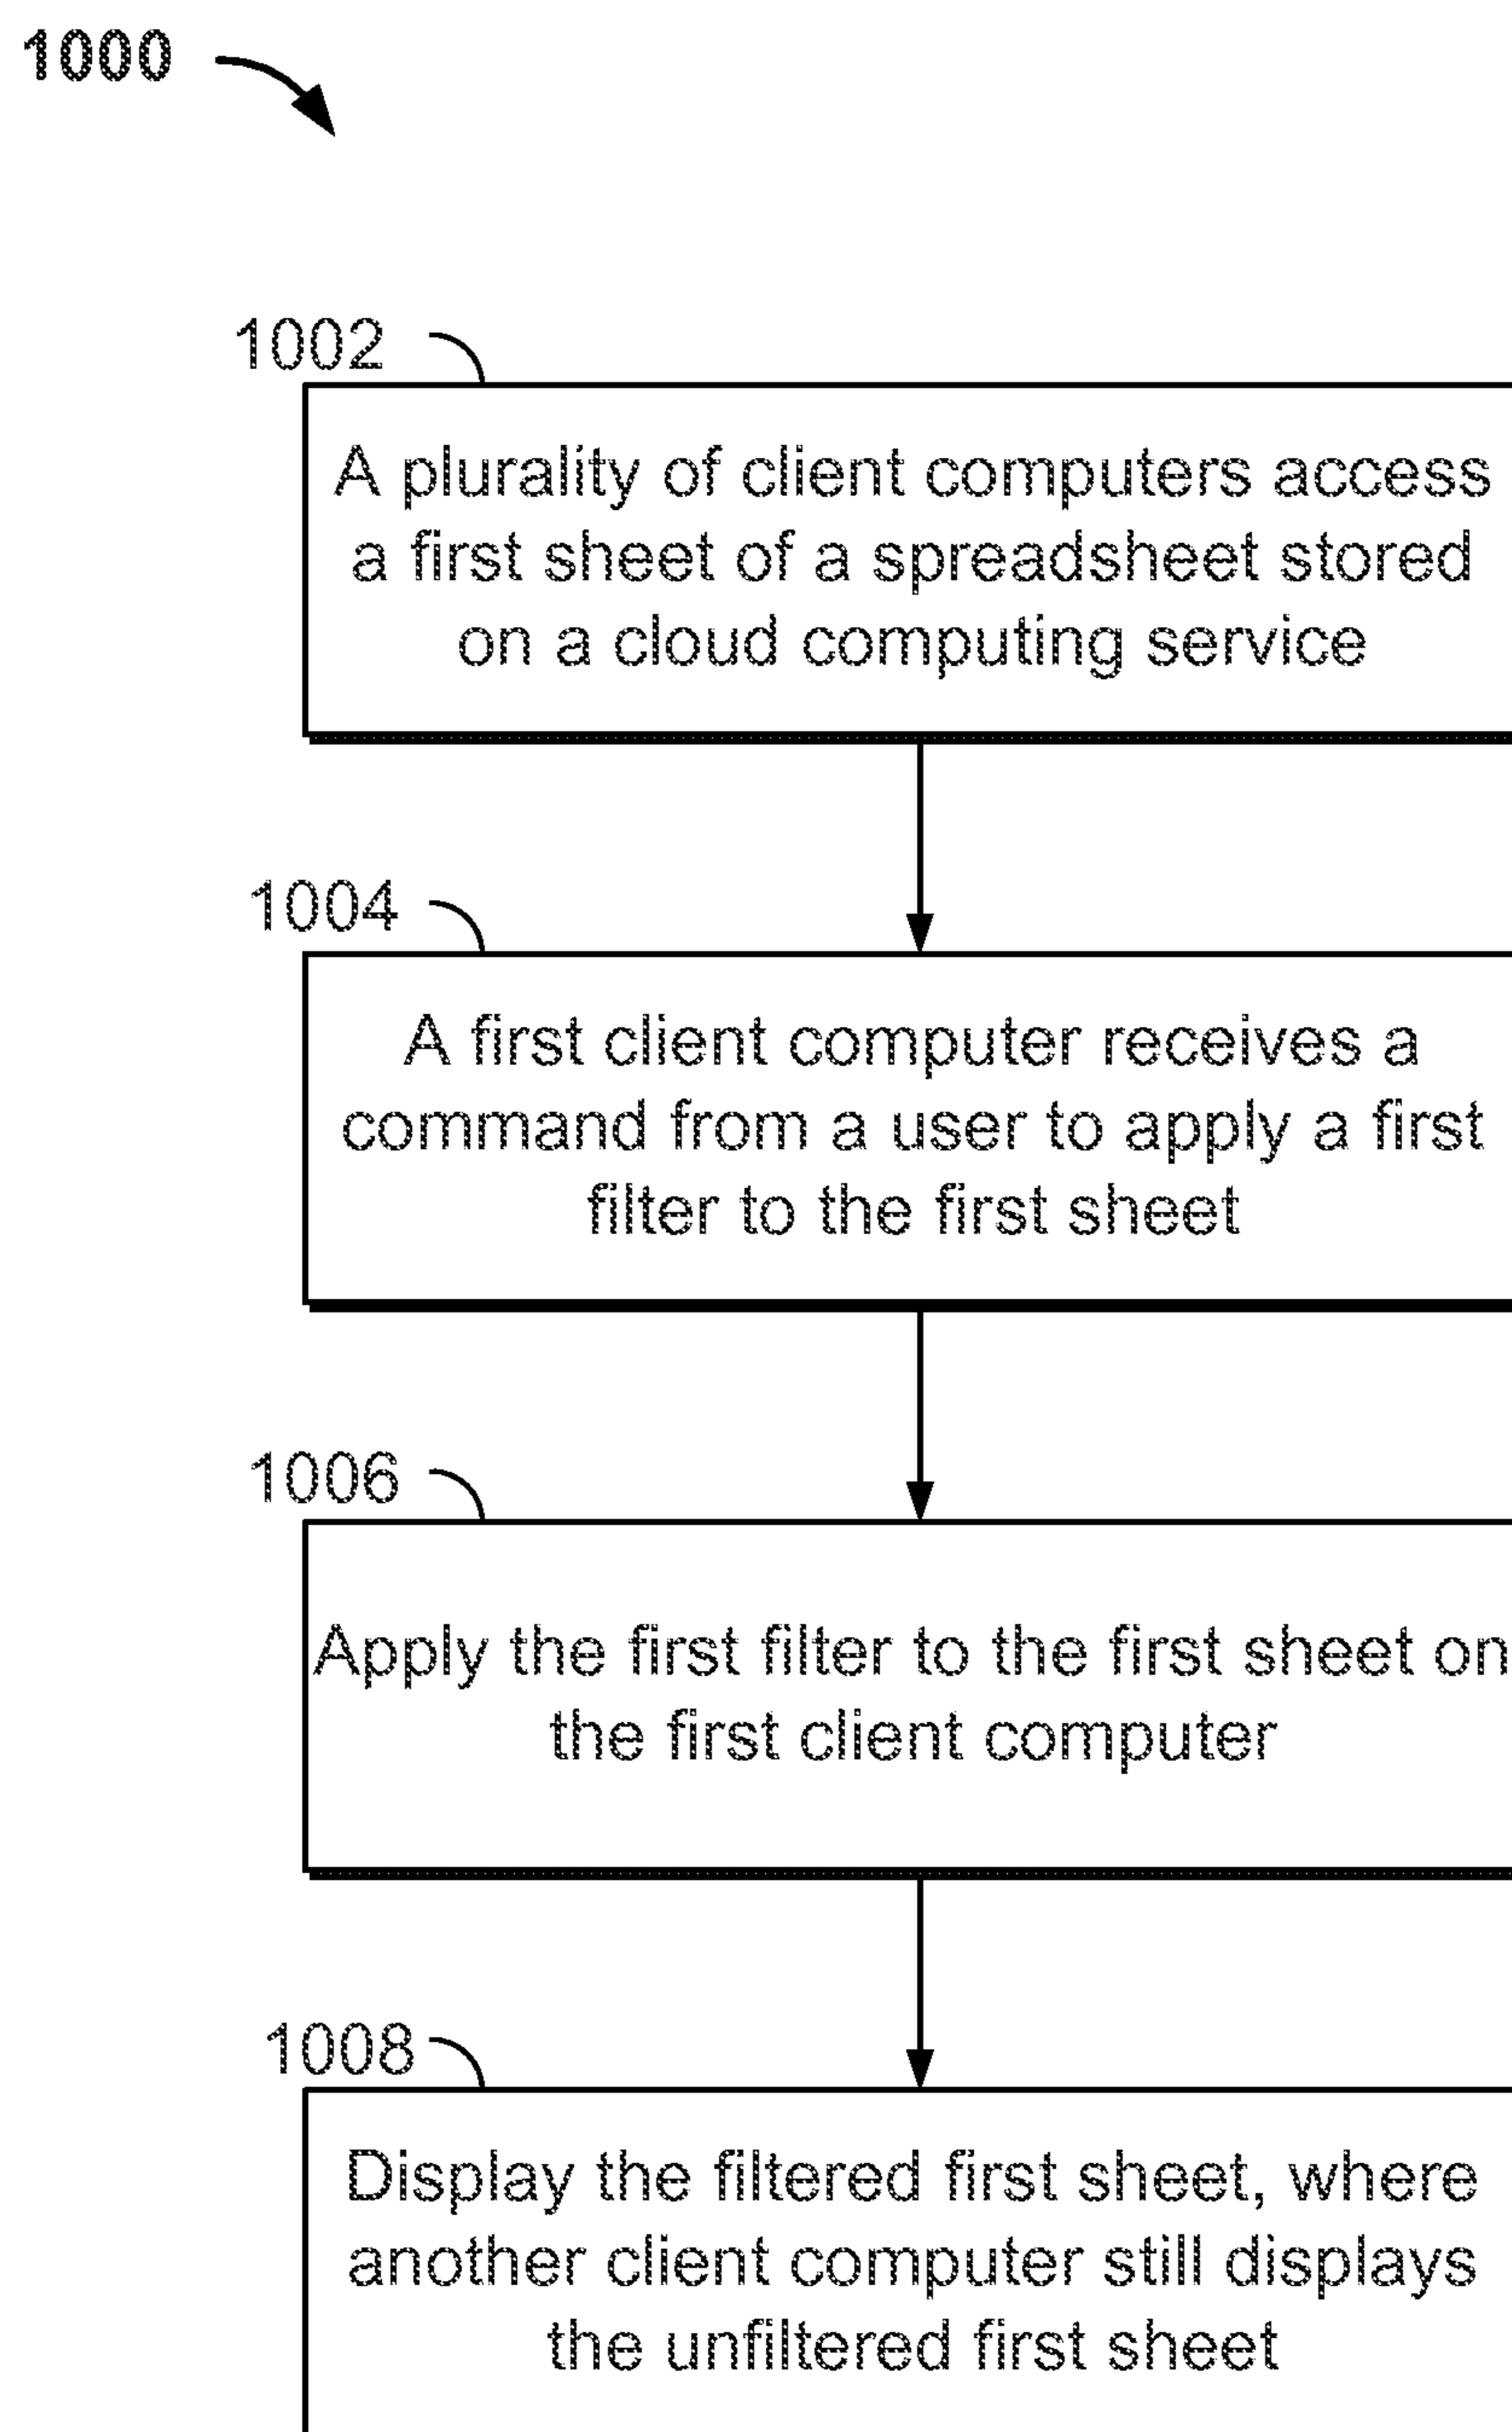 1000
1002
A plurality of client computers access
a first sheet of a spreadsheet stored
on a cloud computing service
1004
A first client computer receives a
command from a user to apply a first
filter to the first sheet
1006
Apply the first filter to the first sheet on
the first client computer
1008
Display the filtered first sheet, where
another client computer still displays
the unfiltered first sheet